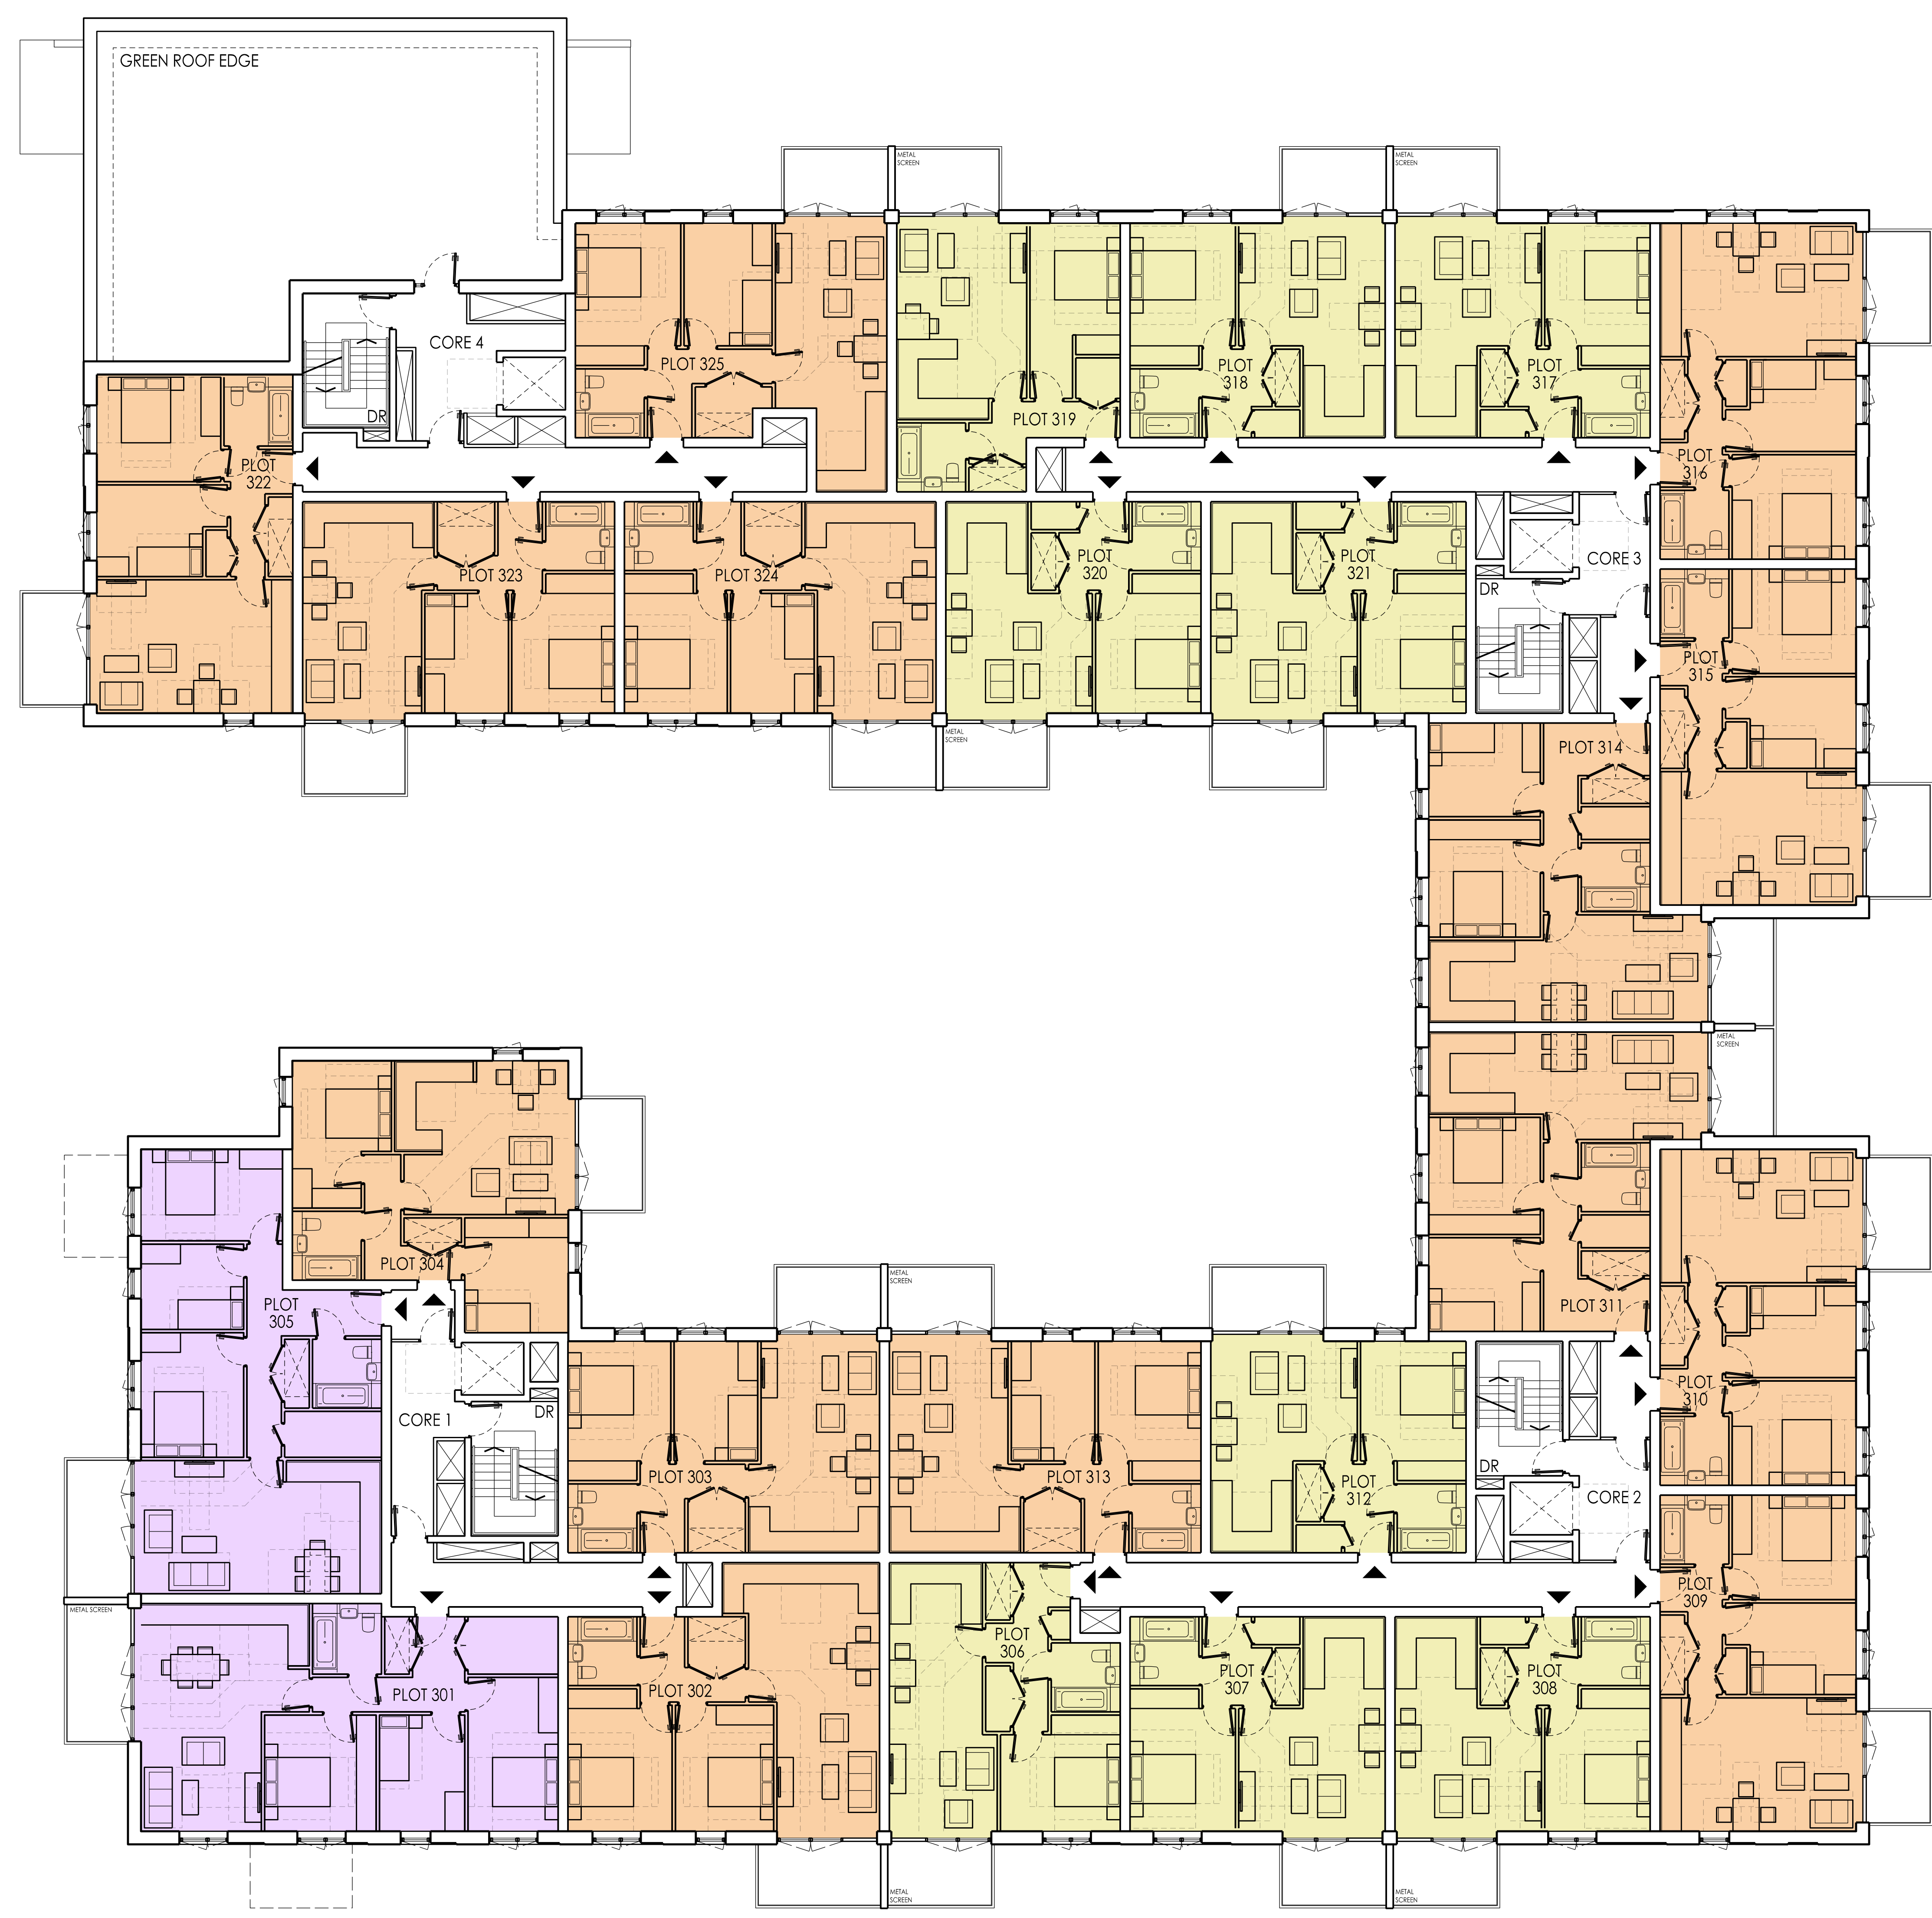 GREEN ROOF EDGE
METAL
SCREEN
METAL
SCREEN
CORE 4
DR
PLOT 325
PLOT 319
PLOT
318
PLOT
317
PLOT
322
PLOT
316
PLOT 323
PLOT 324
PLOT
320
PLOT
321
CORE 3
DR
PLOT
315
METAL
SCREEN
PLOT 314
METAL
SCREEN
PLOT 304
METAL
SCREEN
PLOT
305
PLOT 311
CORE 1
DR
PLOT 303
PLOT 313
PLOT
312
DR
CORE 2
PLOT
310
METAL SCREEN
PLOT 301
PLOT 302
PLOT
306
PLOT
307
PLOT
308
PLOT
309
METAL
SCREEN
METAL
SCREEN